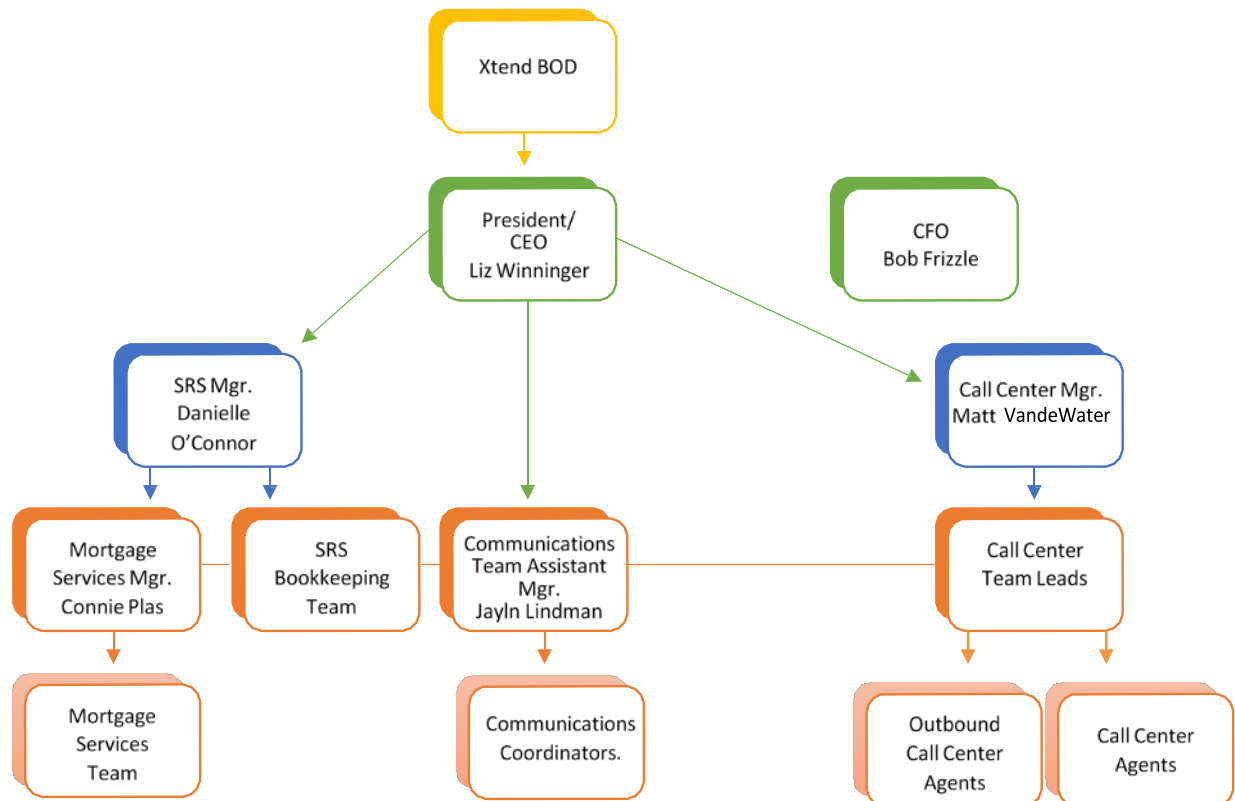 Xtend BOD
President/
CEO
Liz Winninger
CFO
Bob Frizzle
SRS Mgr.
Danielle
O’Connor
Call Center Mgr.
Matt VandeWater
Mortgage
Services Mgr.
Connie Plas
SRS
Bookkeeping
Team
Communications
Team Assistant
Mgr.
Jayln Lindman
Call Center
Team Leads
Mortgage
Services
Team
Communications
Coordinators.
Outbound
Call Center
Agents
Call Center
Agents